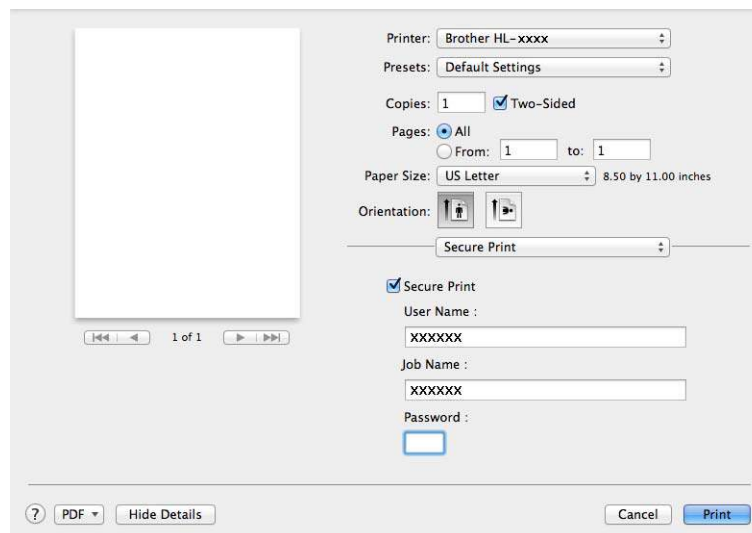 Printer: Brother HL-xxxx
Presets: Default Settings
Copies: 1 Two-Sided
Pages: All
From: 1 to: 1
Paper Size: US Letter 8.50 by 11.00 inches
Orientation:
Secure Print
Secure Print
User Name :
XXXXXX
Job Name :
XXXXXX
Password :
1 of 1
? PDF Hide Details Cancel Print